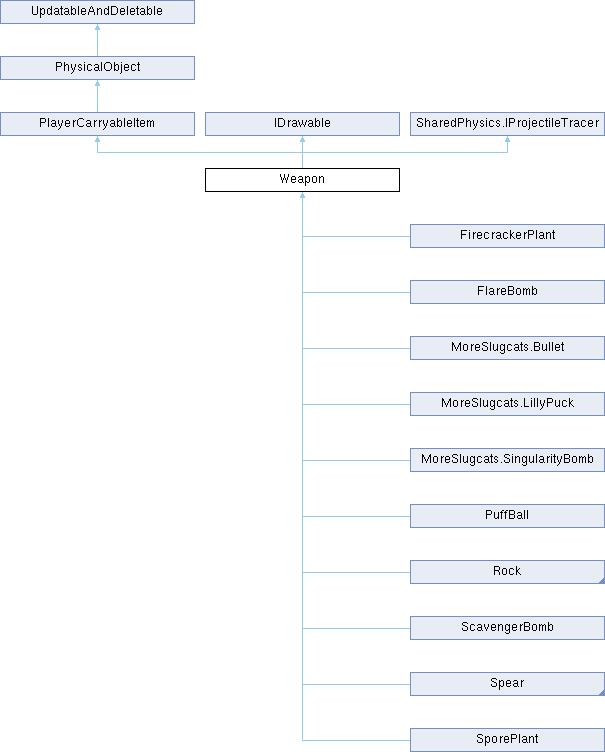 UpdatableAndDeletable
PhysicalObject
PlayerCarryableItem
IDrawable
SharedPhysics.IProjectileTracer
Weapon
FirecrackerPlant
FlareBomb
MoreSlugcats.Bullet
MoreSlugcats.LillyPuck
MoreSlugcats.SingularityBomb
PuffBall
Rock
ScavengerBomb
Spear
SporePlant